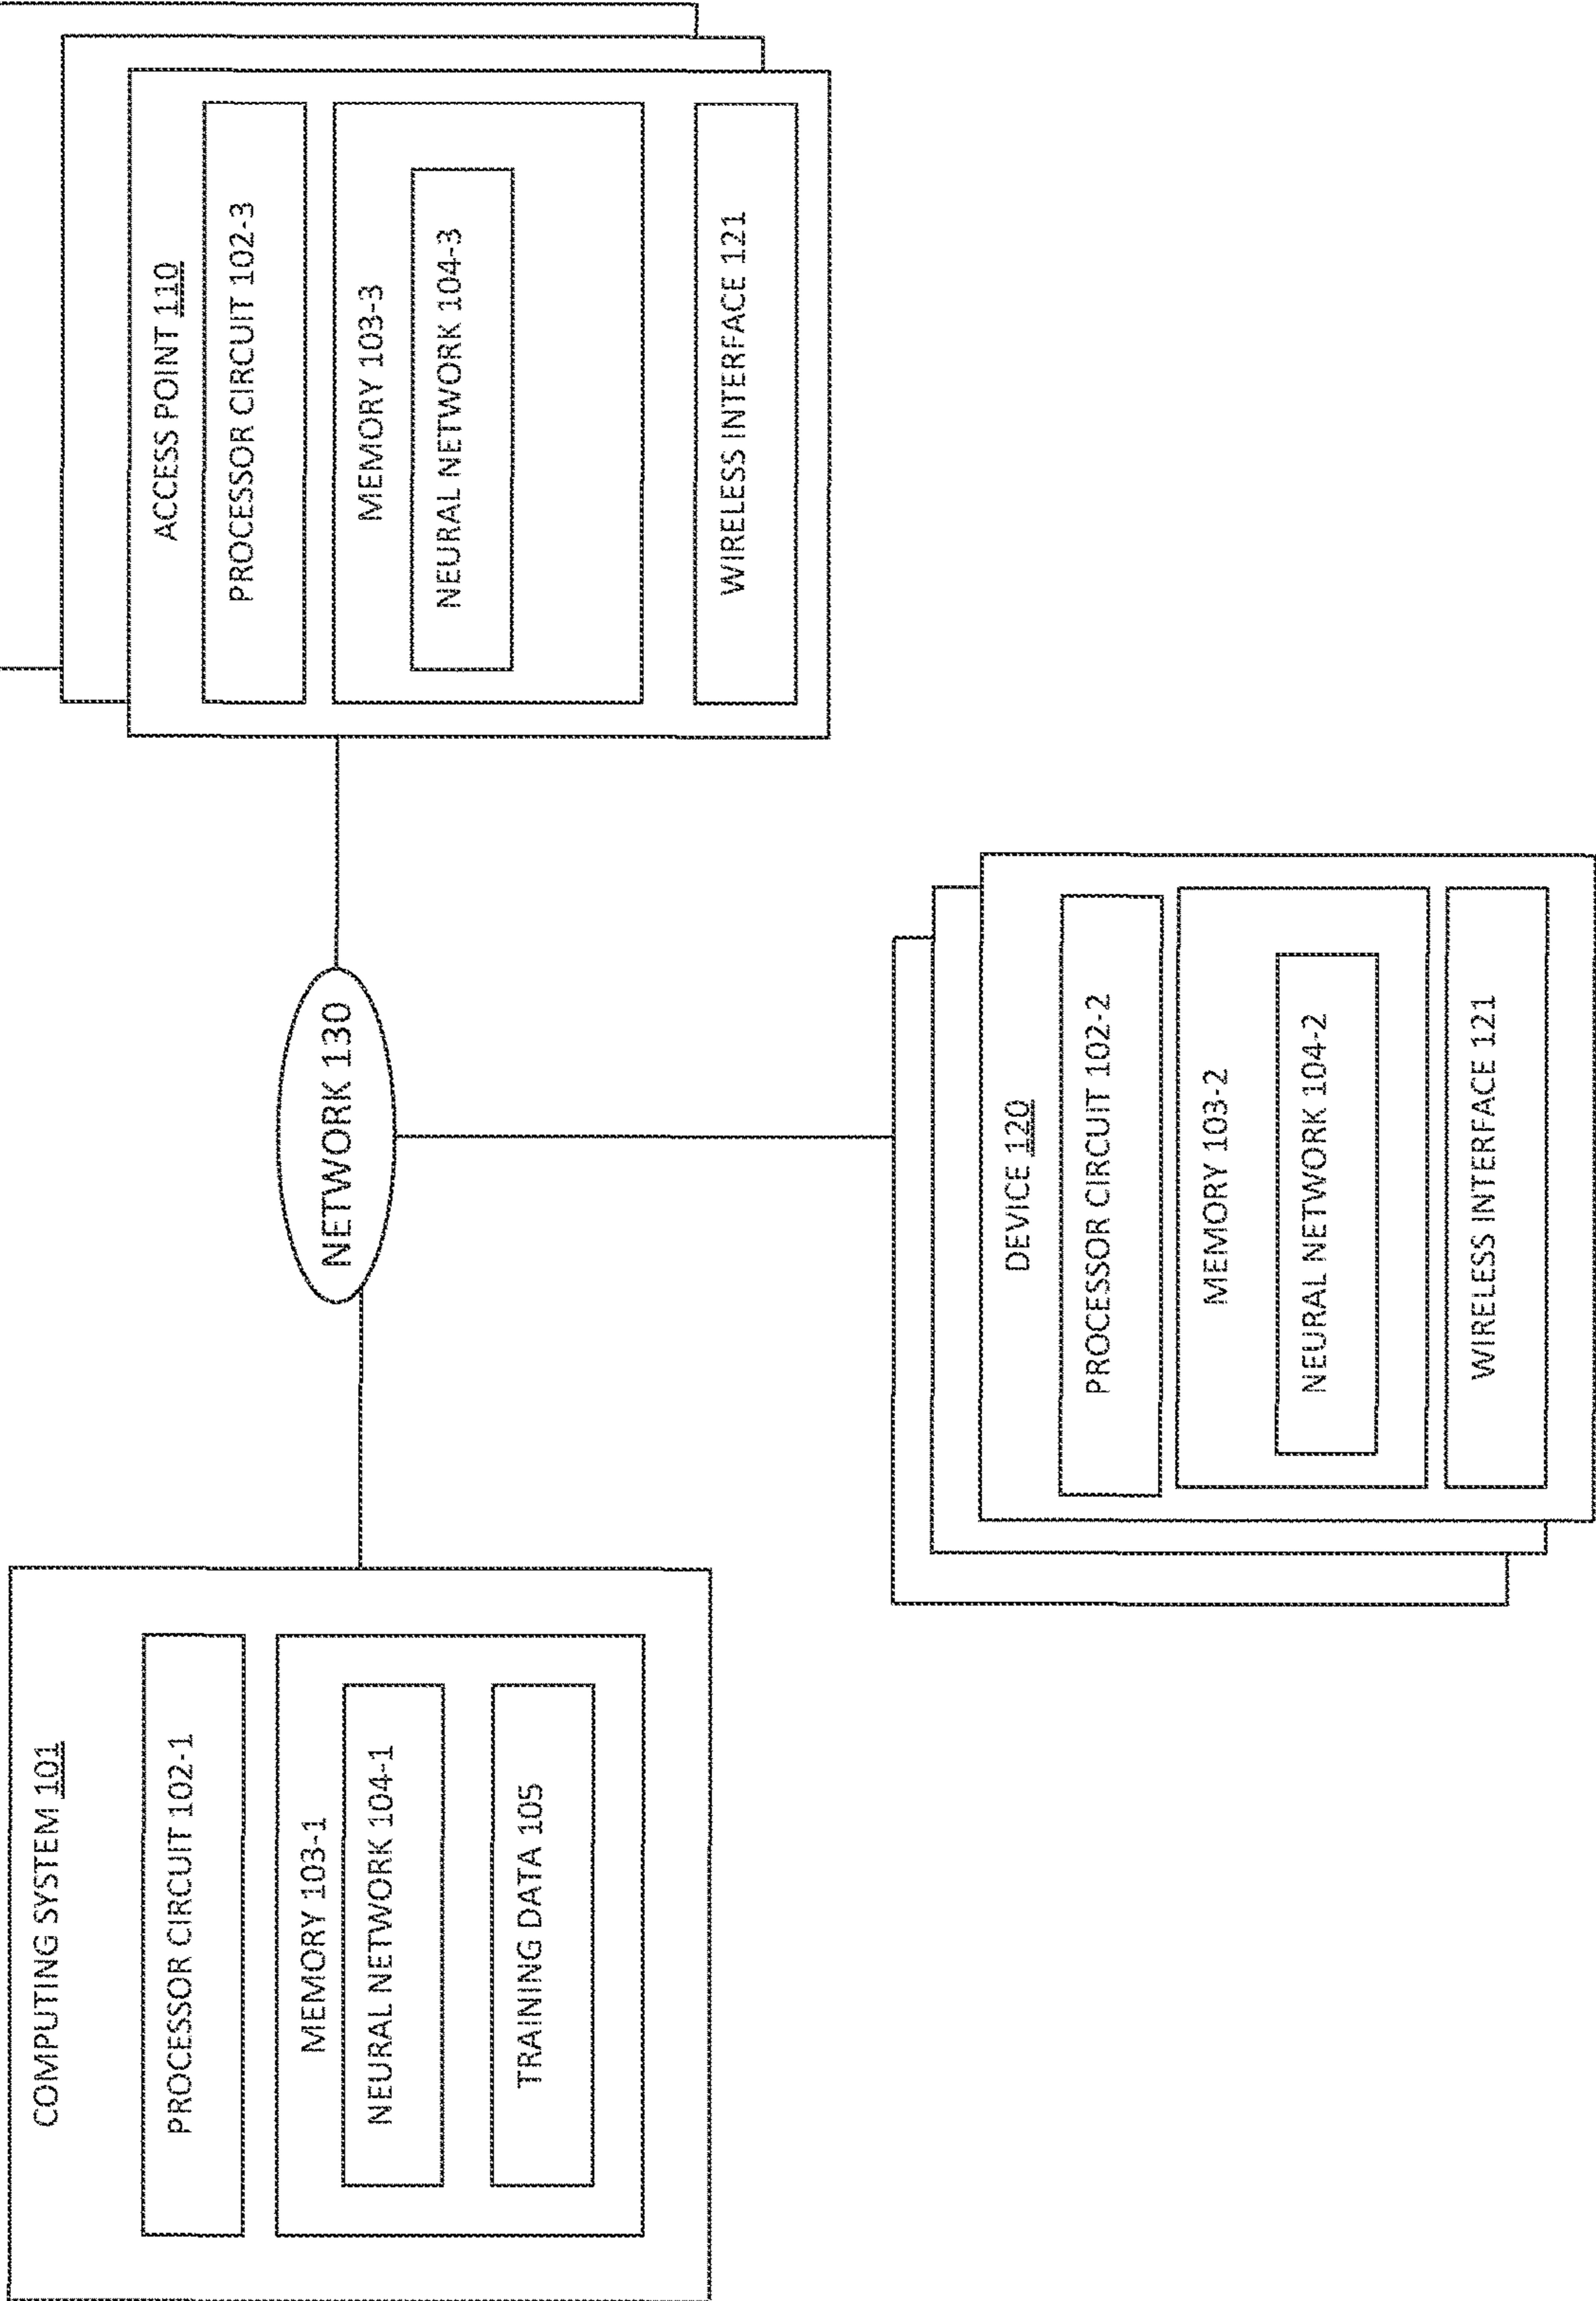 COMPUTING SYSTEM 101
PROCESSOR CIRCUIT 102-1
MEMORY 103-1
NEURAL NETWORK 104-1
TRAINING DATA 105
NETWORK 130
ACCESS POINT 110
PROCESSOR CIRCUIT 102-3
MEMORY 103-3
NEURAL NETWORK 104-3
WIRELESS INTERFACE 121
DEVICE 120
PROCESSOR CIRCUIT 102-2
MEMORY 103-2
NEURAL NETWORK 104-2
WIRELESS INTERFACE 121